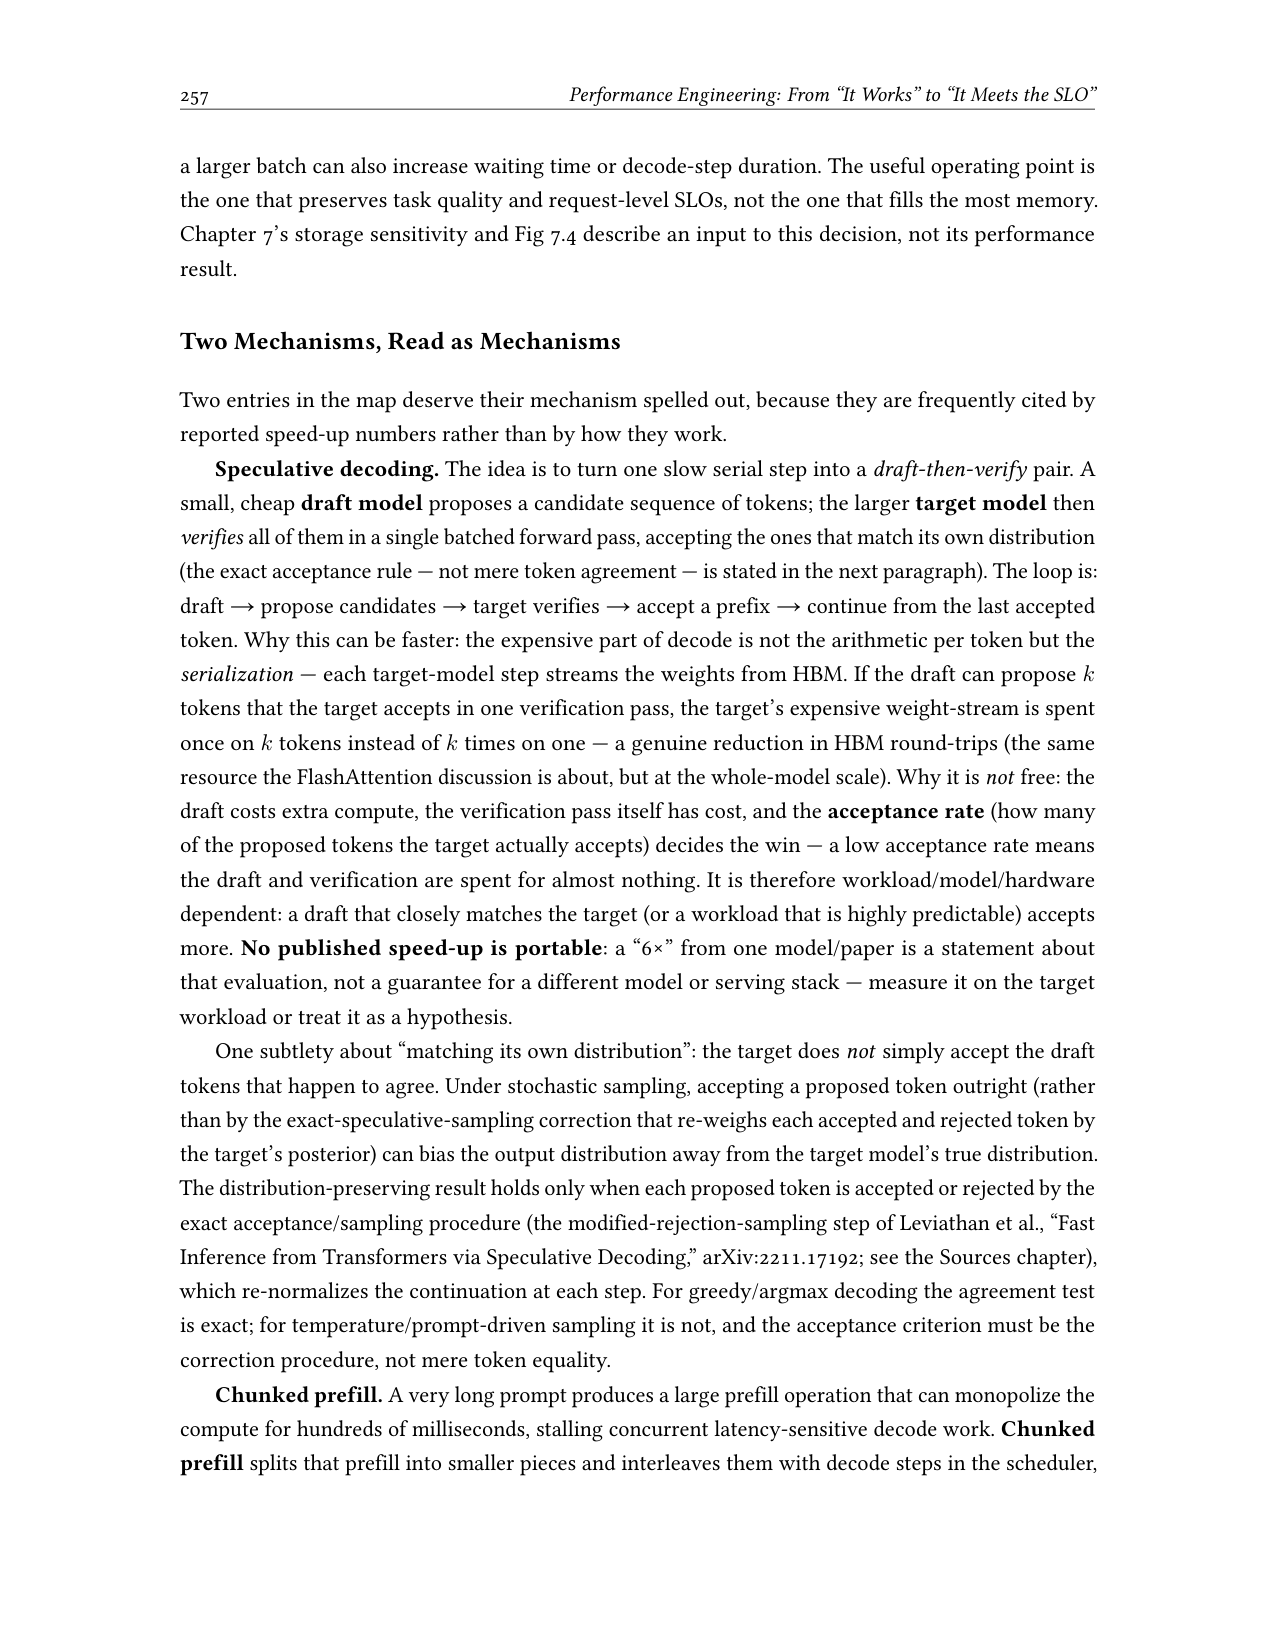 257 Performance Engineering: From “It Works” to “It Meets the SLO”
a larger batch can also increase waiting time or decode-step duration. The useful operating point is
the one that preserves task quality and request-level SLOs, not the one that fills the most memory.
Chapter 7’s storage sensitivity and Fig 7.4 describe an input to this decision, not its performance
result.
Two Mechanisms, Read as Mechanisms
Two entries in the map deserve their mechanism spelled out, because they are frequently cited by
reported speed-up numbers rather than by how they work.
Speculative decoding. The idea is to turn one slow serial step into a draft-then-verify pair. A
small, cheap draft model proposes a candidate sequence of tokens; the larger target model then
verifies all of them in a single batched forward pass, accepting the ones that match its own distribution
(the exact acceptance rule — not mere token agreement — is stated in the next paragraph). The loop is:
draft → propose candidates → target verifies → accept a prefix → continue from the last accepted
token. Why this can be faster: the expensive part of decode is not the arithmetic per token but the
serialization — each target-model step streams the weights from HBM. If the draft can propose k
tokens that the target accepts in one verification pass, the target’s expensive weight-stream is spent
once on k tokens instead of k times on one — a genuine reduction in HBM round-trips (the same
resource the FlashAttention discussion is about, but at the whole-model scale). Why it is not free: the
draft costs extra compute, the verification pass itself has cost, and the acceptance rate (how many
of the proposed tokens the target actually accepts) decides the win — a low acceptance rate means
the draft and verification are spent for almost nothing. It is therefore workload/model/hardware
dependent: a draft that closely matches the target (or a workload that is highly predictable) accepts
more. No published speed-up is portable: a “6×” from one model/paper is a statement about
that evaluation, not a guarantee for a different model or serving stack — measure it on the target
workload or treat it as a hypothesis.
One subtlety about “matching its own distribution”: the target does not simply accept the draft
tokens that happen to agree. Under stochastic sampling, accepting a proposed token outright (rather
than by the exact-speculative-sampling correction that re-weighs each accepted and rejected token by
the target’s posterior) can bias the output distribution away from the target model’s true distribution.
The distribution-preserving result holds only when each proposed token is accepted or rejected by the
exact acceptance/sampling procedure (the modified-rejection-sampling step of Leviathan et al., “Fast
Inference from Transformers via Speculative Decoding,” arXiv:2211.17192; see the Sources chapter),
which re-normalizes the continuation at each step. For greedy/argmax decoding the agreement test
is exact; for temperature/prompt-driven sampling it is not, and the acceptance criterion must be the
correction procedure, not mere token equality.
Chunked prefill. A very long prompt produces a large prefill operation that can monopolize the
compute for hundreds of milliseconds, stalling concurrent latency-sensitive decode work. Chunked
prefill splits that prefill into smaller pieces and interleaves them with decode steps in the scheduler,